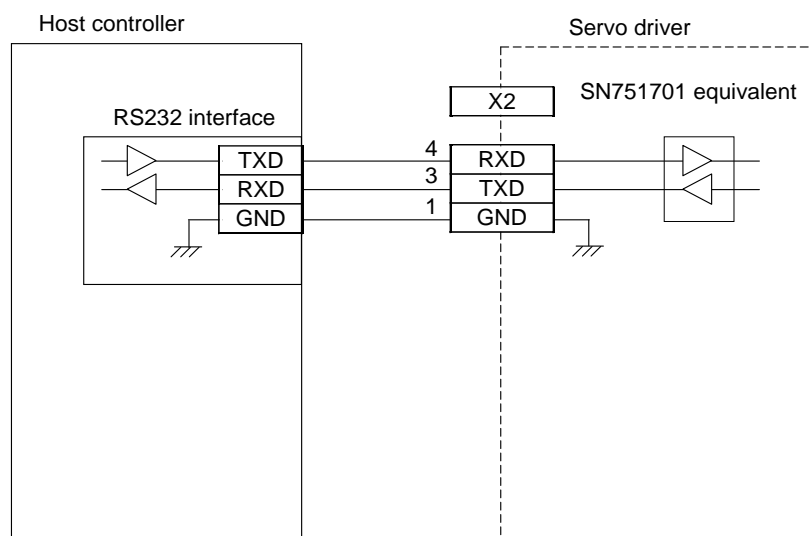 Host controller
Servo driver
X2
SN751701 equivalent
RS232 interface
TXD 4 RXD
RXD 3 TXD
GND 1 GND